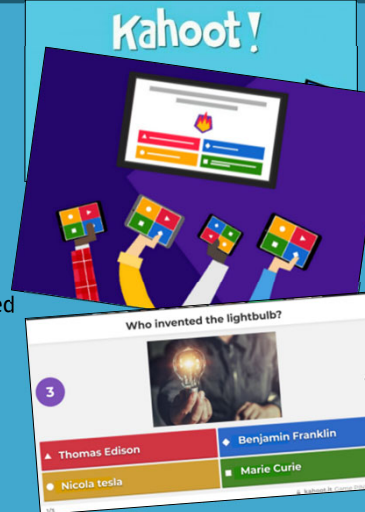 Kahoot!
ed
Who invented the lightbulb?
3
Thomas Edison
Benjamin Franklin
Nicola tesla
Marie Curie